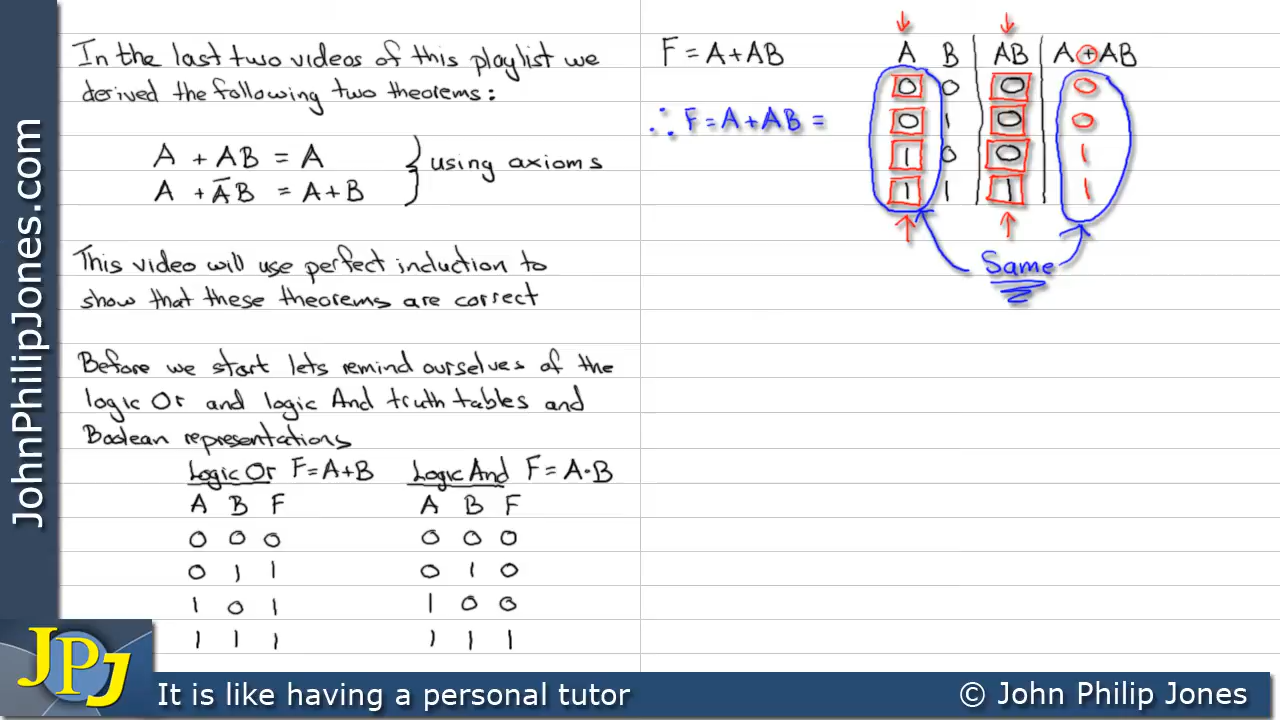 In the last two videos of this playlist we
derived the following two theorems:
A + AB = A
A + A̅B = A + B
} using axioms
This video will use perfect induction to
show that these theorems are correct
Before we start lets remind ourselves of the
logic Or and logic And truth tables and
Boolean representations
Logic Or F=A+B
A B F
0 0 0
0 1 1
1 0 1
1 1 1
Logic And F=A·B
A B F
0 0 0
0 1 0
1 0 0
1 1 1
F = A+AB
∴ F = A + AB =
A B | AB | A + AB
0 0 | 0 | 0
0 1 | 0 | 0
1 0 | 0 | 1
1 1 | 1 | 1
Same
JohnPhilipJones.com
JPJ
It is like having a personal tutor
© John Philip Jones